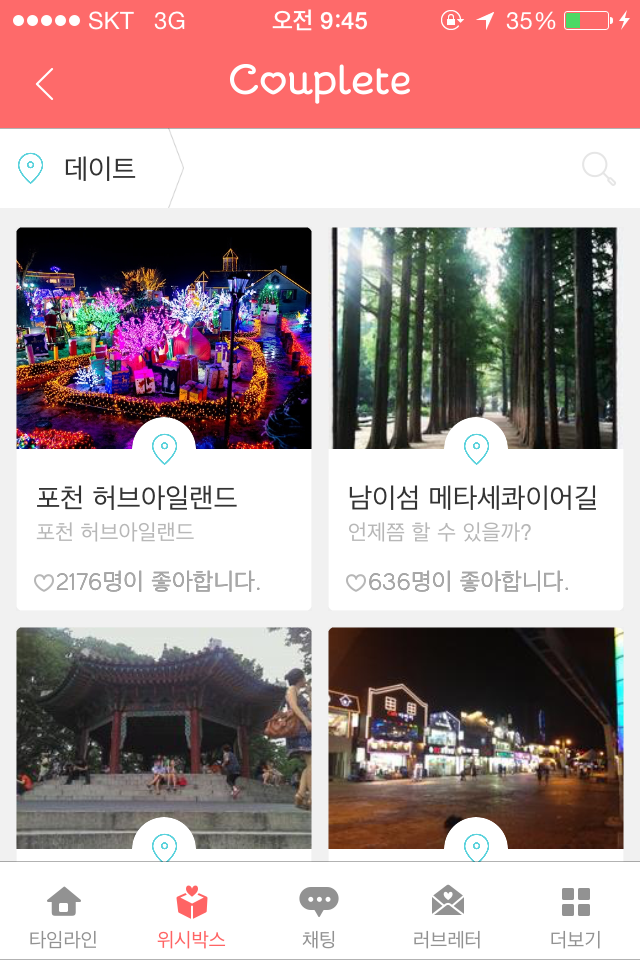 SKT 3G 오전 9:45 35%
Couplete
데이트
포천 허브아일랜드
포천 허브아일랜드
2176명이 좋아합니다.
남이섬 메타세콰이어길
언제쯤 할 수 있을까?
636명이 좋아합니다.
타임라인 위시박스 채팅 러브레터 더보기